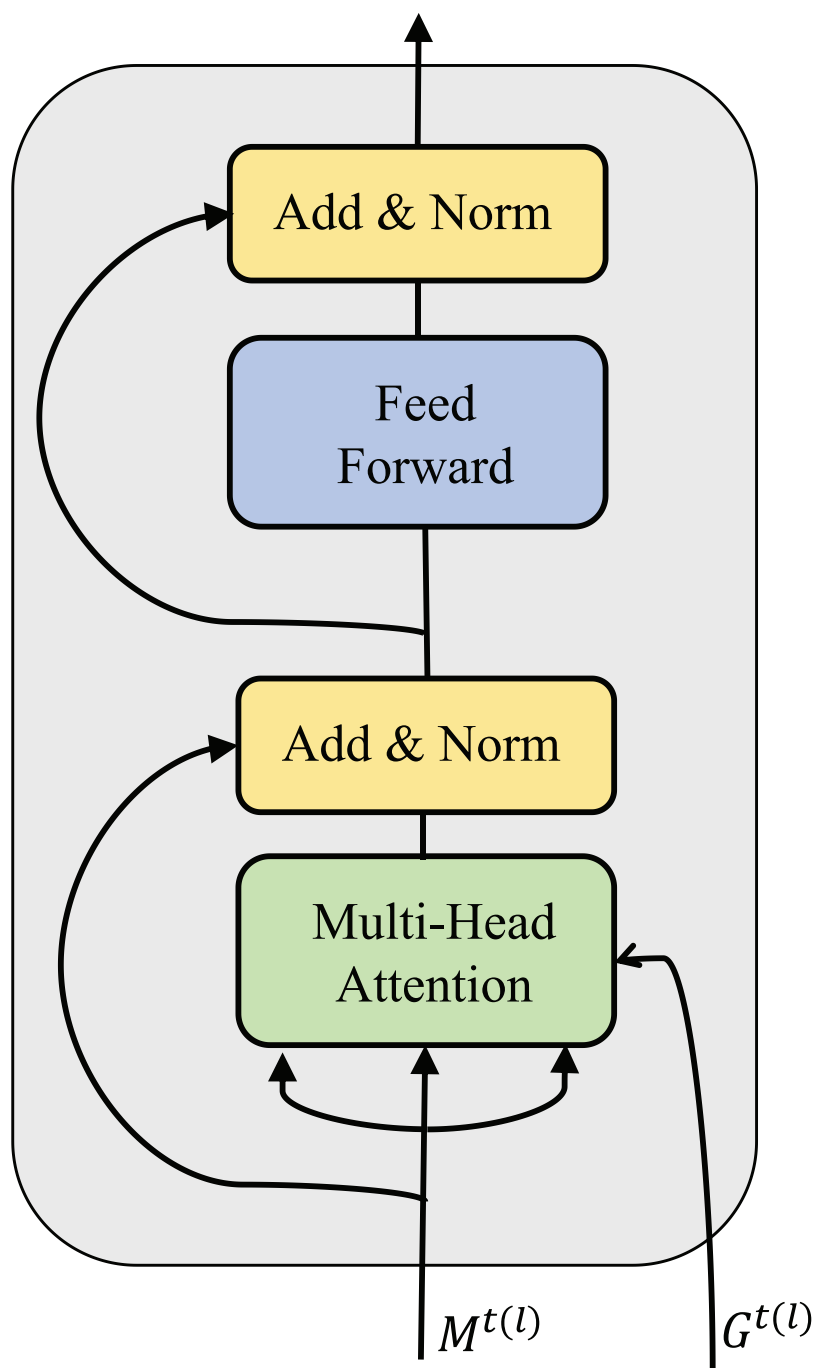 Add & Norm
Feed
Forward
Add & Norm
Multi-Head
Attention
$M^{t(l)}$
$G^{t(l)}$